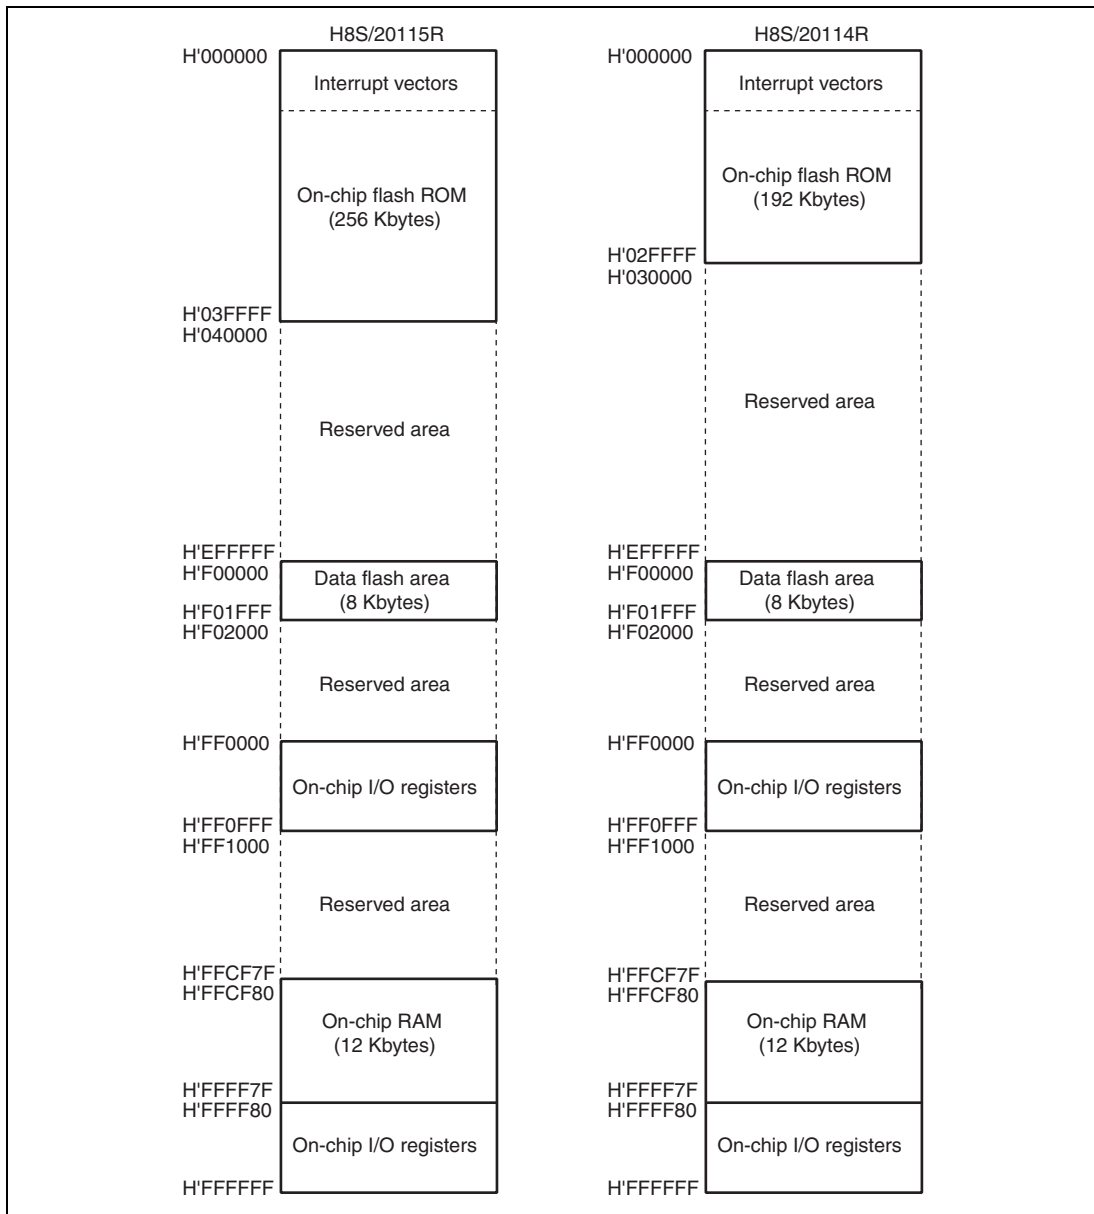 H8S/20115R
H'000000
Interrupt vectors
On-chip flash ROM
(256 Kbytes)
H'03FFFF
H'040000
Reserved area
H'EFFFFF
H'F00000
Data flash area
(8 Kbytes)
H'F01FFF
H'F02000
Reserved area
H'FF0000
On-chip I/O registers
H'FF0FFF
H'FF1000
Reserved area
H'FFCF7F
H'FFCF80
On-chip RAM
(12 Kbytes)
H'FFFF7F
H'FFFF80
On-chip I/O registers
H'FFFFFF
H8S/20114R
H'000000
Interrupt vectors
On-chip flash ROM
(192 Kbytes)
H'02FFFF
H'030000
Reserved area
H'EFFFFF
H'F00000
Data flash area
(8 Kbytes)
H'F01FFF
H'F02000
Reserved area
H'FF0000
On-chip I/O registers
H'FF0FFF
H'FF1000
Reserved area
H'FFCF7F
H'FFCF80
On-chip RAM
(12 Kbytes)
H'FFFF7F
H'FFFF80
On-chip I/O registers
H'FFFFFF